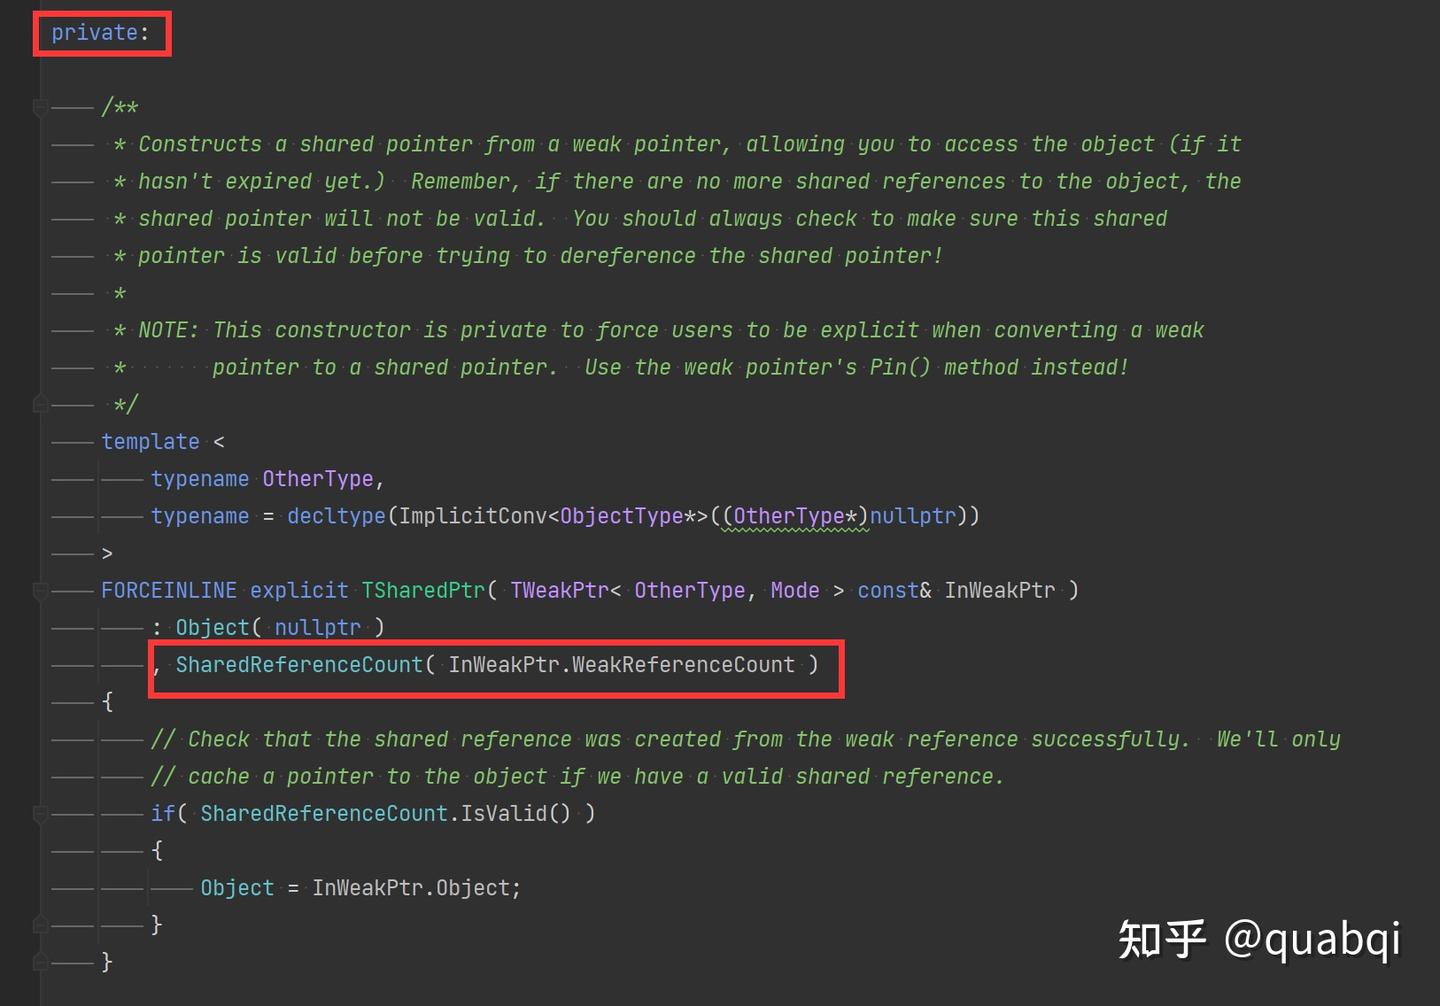 private:
/**
* Constructs a shared pointer from a weak pointer, allowing you to access the object (if it
* hasn't expired yet.)  Remember, if there are no more shared references to the object, the
* shared pointer will not be valid.  You should always check to make sure this shared
* pointer is valid before trying to dereference the shared pointer!
*
* NOTE: This constructor is private to force users to be explicit when converting a weak
*       pointer to a shared pointer.  Use the weak pointer's Pin() method instead!
*/
template <
typename OtherType,
typename = decltype(ImplicitConv<ObjectType*>((OtherType*)nullptr))
>
FORCEINLINE explicit TSharedPtr( TWeakPtr< OtherType, Mode > const& InWeakPtr )
: Object( nullptr )
, SharedReferenceCount( InWeakPtr.WeakReferenceCount )
{
// Check that the shared reference was created from the weak reference successfully.  We'll only
// cache a pointer to the object if we have a valid shared reference.
if( SharedReferenceCount.IsValid() )
{
Object = InWeakPtr.Object;
}
}
知乎 @quabqi